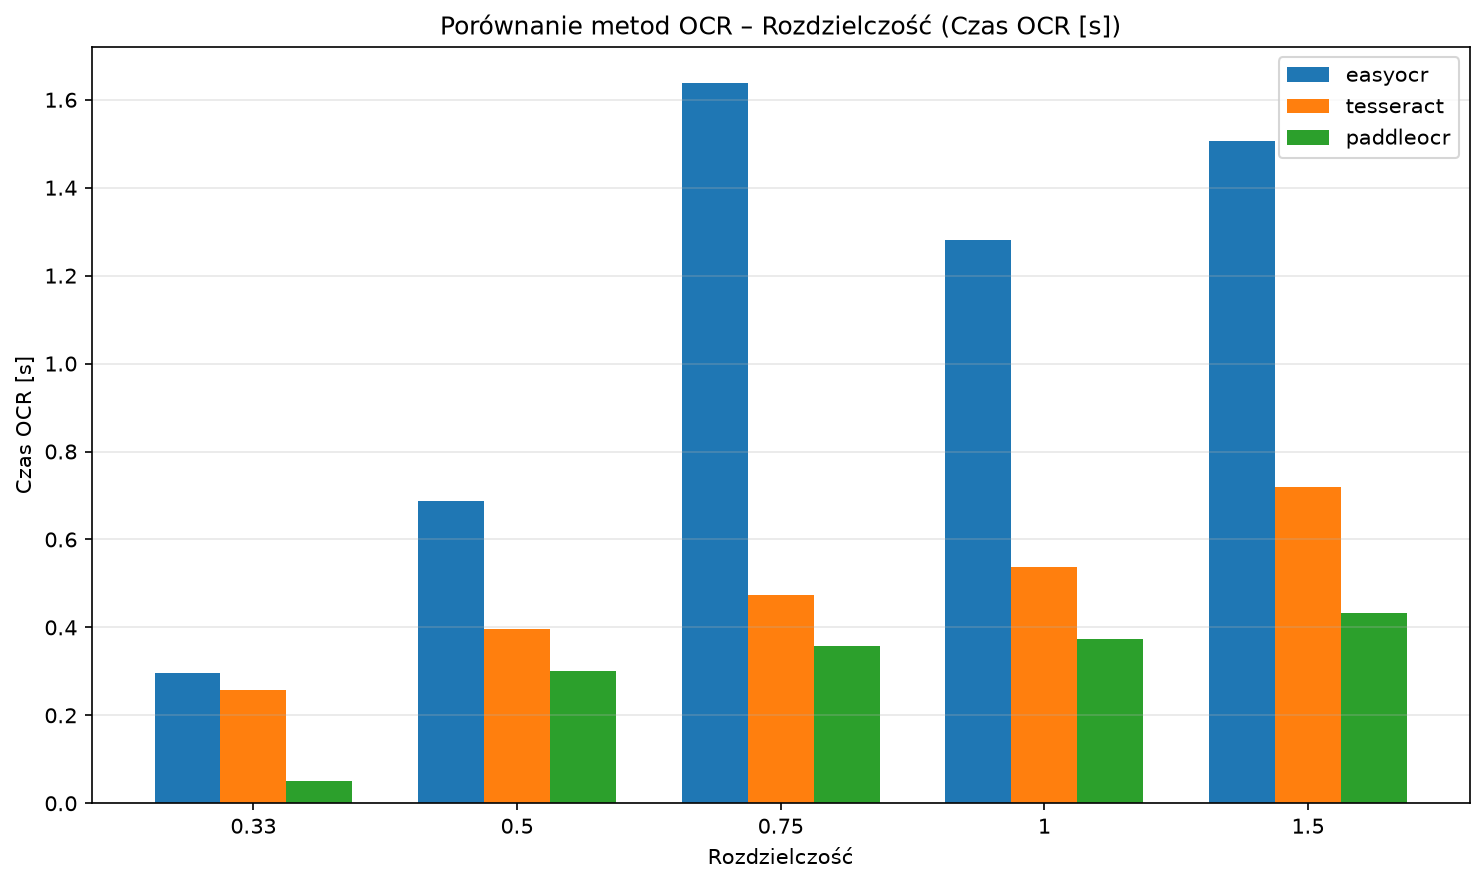 Porównanie metod OCR – Rozdzielczość (Czas OCR [s])
easyocr
tesseract
paddleocr
Czas OCR [s]
1.6
1.4
1.2
1.0
0.8
0.6
0.4
0.2
0.0
0.33 0.5 0.75 1 1.5
Rozdzielczość